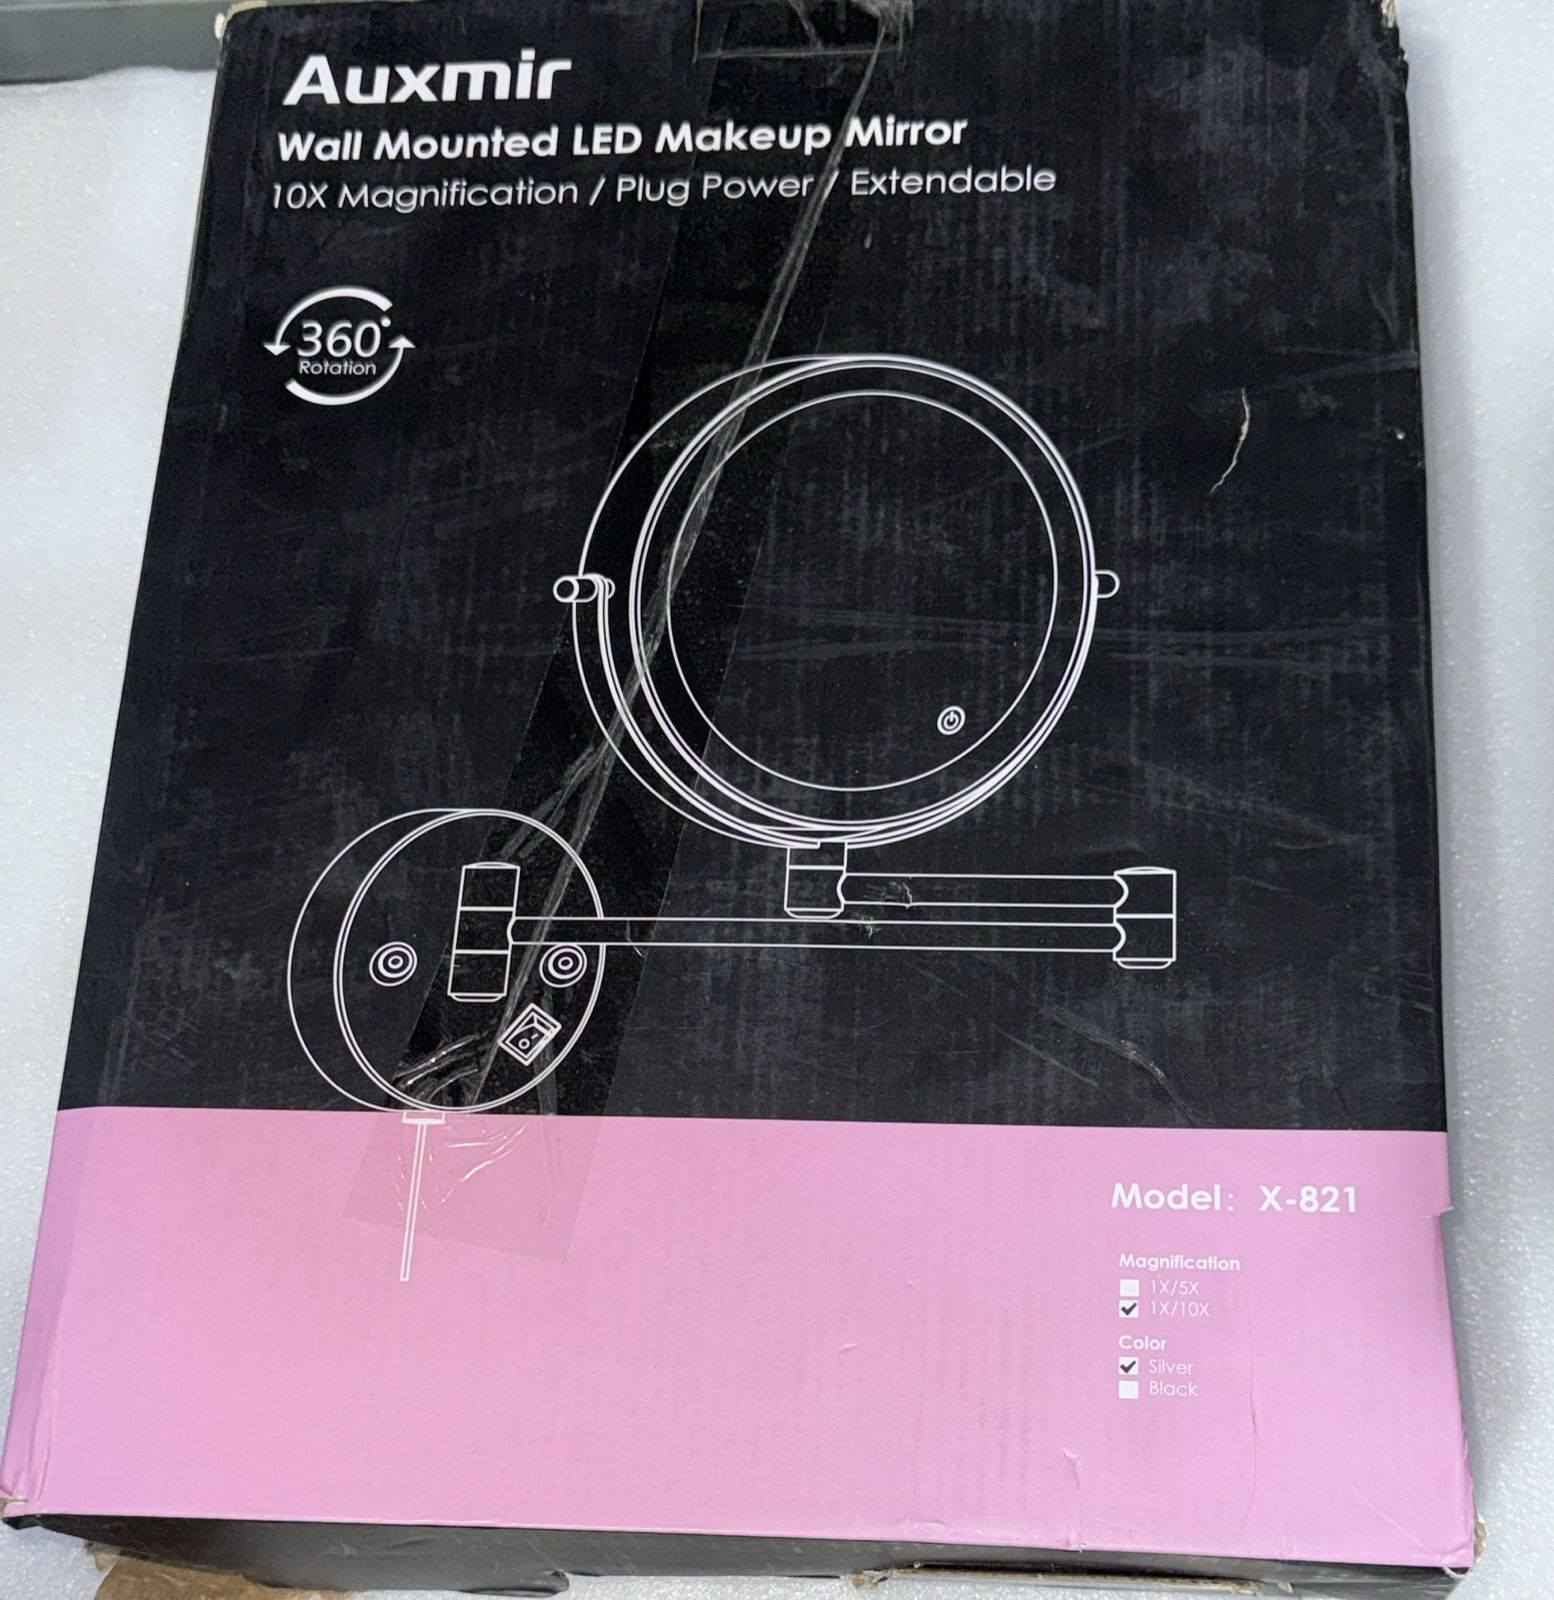 Auxmir
Wall Mounted LED Makeup Mirror
10X Magnification / Plug Power / Extendable
360°
Rotation
Model: X-821
Magnification
1X/5X
1X/10X
Color
Silver
Black